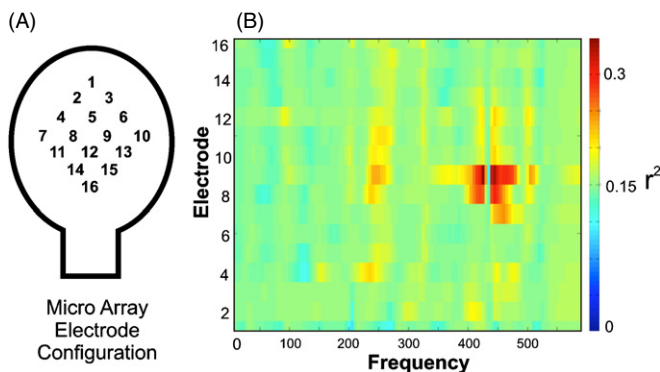 (A)
1
2 3
4 5 6
7 8 9 10
11 12 13
14 15
16
Micro Array
Electrode
Configuration
(B)
Electrode
16
14
12
10
8
6
4
2
0 100 200 300 400 500
Frequency
0.3
0.15
0
r²